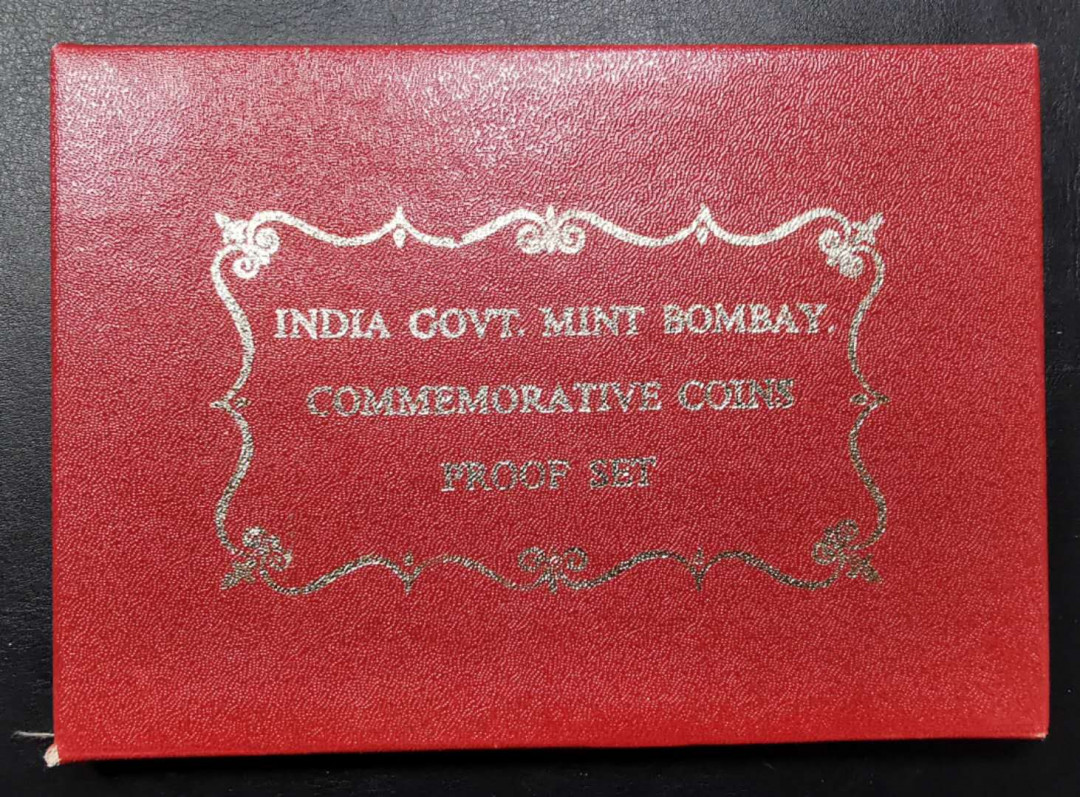 INDIA GOVT. MINT BOMBAY.
COMMEMORATIVE COINS
PROOF SET